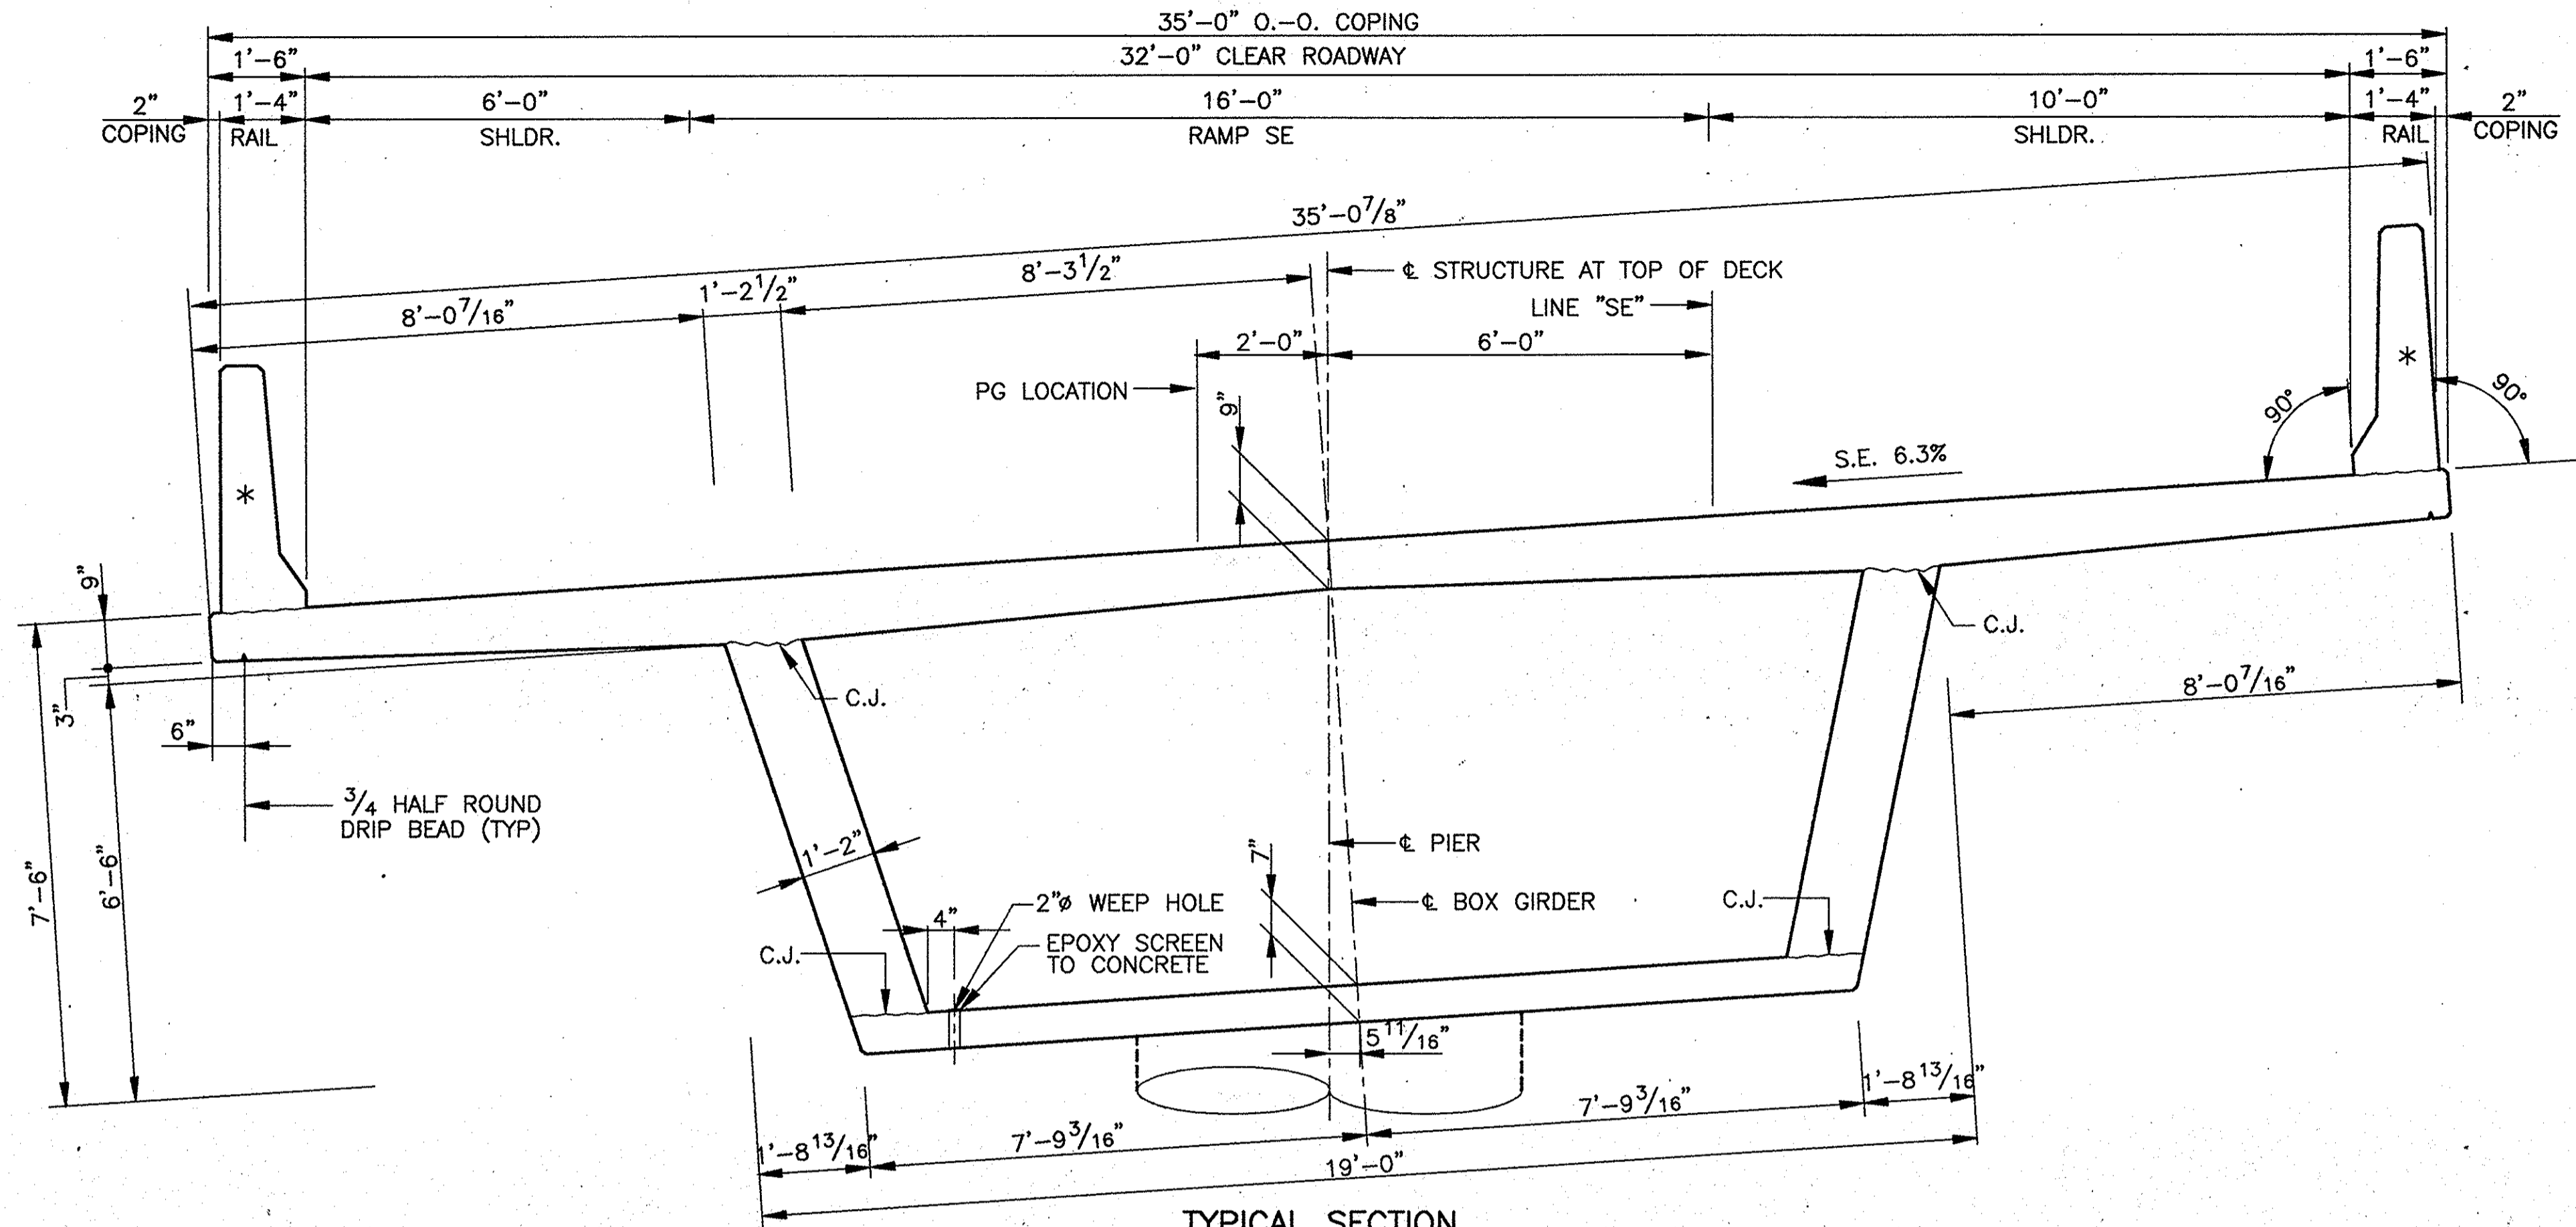 35'-0" O.-O. COPING
1'-6"
32'-0" CLEAR ROADWAY
1'-6"
2"
COPING
1'-4"
RAIL
6'-0"
SHLDR.
16'-0"
RAMP SE
10'-0"
SHLDR.
1'-4"
RAIL
2"
COPING
35'-0 7/8"
8'-0 7/16"
1'-2 1/2"
8'-3 1/2"
℄ STRUCTURE AT TOP OF DECK
LINE "SE"
2'-0"
6'-0"
PG LOCATION
9"
*
*
90°
90°
S.E. 6.3%
9"
3"
6"
C.J.
C.J.
8'-0 7/16"
3/4 HALF ROUND
DRIP BEAD (TYP)
7'-6"
6'-6"
1'-2"
℄ PIER
7"
℄ BOX GIRDER
C.J.
4"
2"ø WEEP HOLE
EPOXY SCREEN
TO CONCRETE
C.J.
5 11/16"
1'-8 13/16"
7'-9 3/16"
7'-9 3/16"
1'-8 13/16"
19'-0"
TYPICAL SECTION